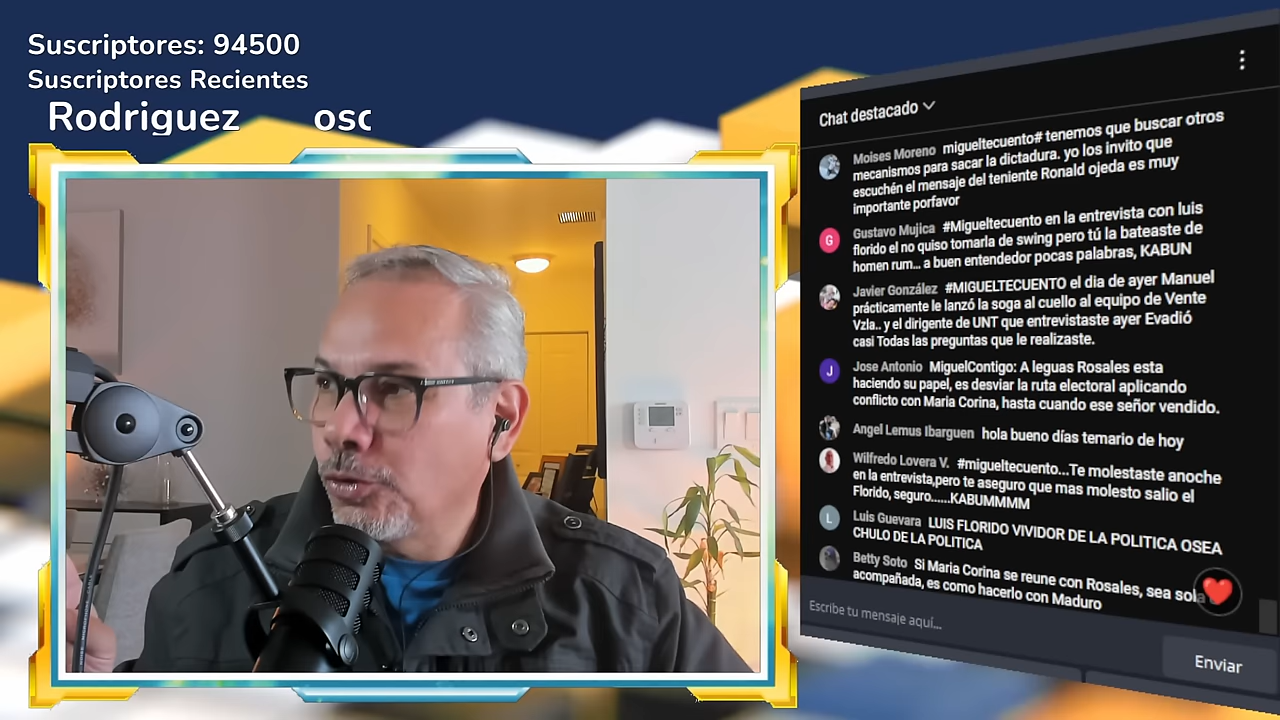 Suscriptores: 94500
Suscriptores Recientes
Rodriguez osc
Chat destacado
Moises Moreno migueltecuento# tenemos que buscar otros
mecanismos para sacar la dictadura. yo los invito que
escuchén el mensaje del teniente Ronald ojeda es muy
importante porfavor
G
Gustavo Mujica #Migueltecuento en la entrevista con luis
florido el no quiso tomarla de swing pero tú la bateaste de
homen rum... a buen entendedor pocas palabras, KABUN
Javier González #MIGUELTECUENTO el dia de ayer Manuel
prácticamente le lanzó la soga al cuello al equipo de Vente
Vzla.. y el dirigente de UNT que entrevistaste ayer Evadió
casi Todas las preguntas que le realizaste.
J
Jose Antonio MiguelContigo: A leguas Rosales esta
haciendo su papel, es desviar la ruta electoral aplicando
conflicto con Maria Corina, hasta cuando ese señor vendido.
Angel Lemus Ibarguen hola bueno días temario de hoy
Wilfredo Lovera V. #migueltecuento...Te molestaste anoche
en la entrevista,pero te aseguro que mas molesto salio el
Florido, seguro......KABUMMMM
L
Luis Guevara LUIS FLORIDO VIVIDOR DE LA POLITICA OSEA
CHULO DE LA POLITICA
Betty Soto Si Maria Corina se reune con Rosales, sea sola
acompañada, es como hacerlo con Maduro
Escribe tu mensaje aquí...
Enviar